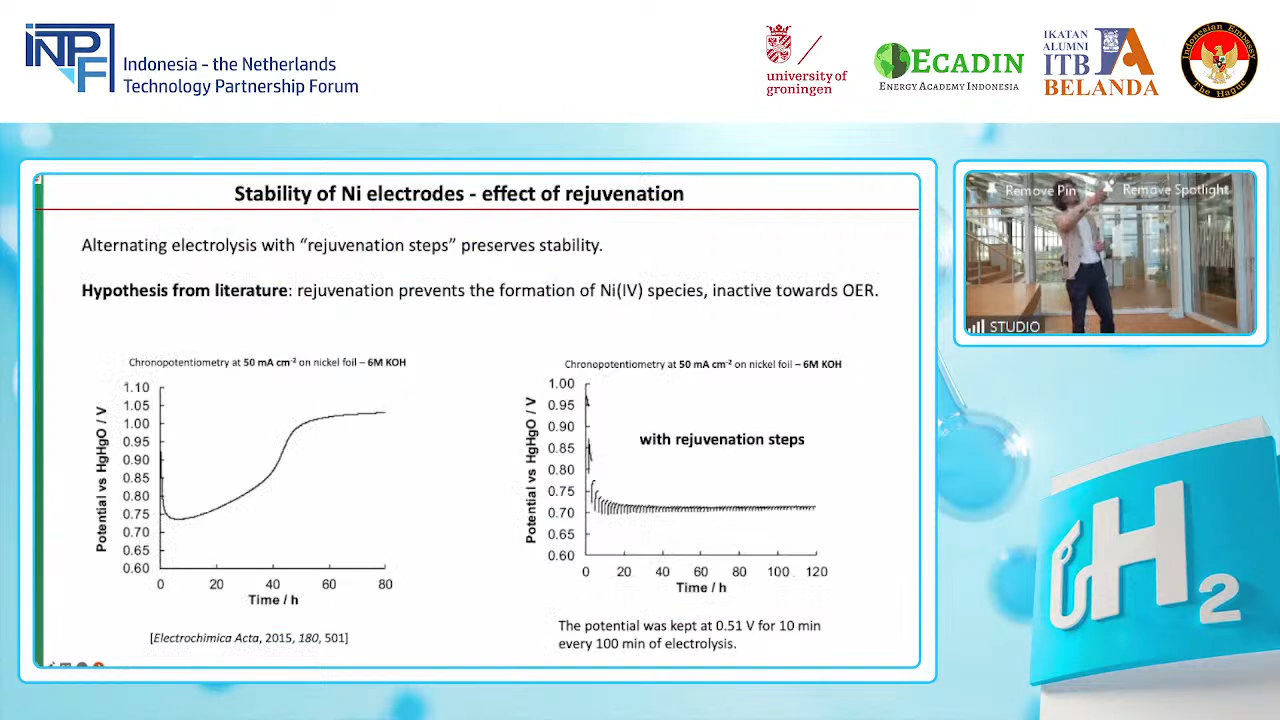 INPF
Indonesia - the Netherlands
Technology Partnership Forum
university of
groningen
ECADIN
ENERGY ACADEMY INDONESIA
IKATAN
ALUMNI
ITB
BELANDA
Indonesian Embassy
The Hague
Stability of Ni electrodes - effect of rejuvenation
Alternating electrolysis with “rejuvenation steps” preserves stability.
Hypothesis from literature: rejuvenation prevents the formation of Ni(IV) species, inactive towards OER.
Chronopotentiometry at 50 mA cm-2 on nickel foil – 6M KOH
Potential vs HgHgO / V
1.10
1.05
1.00
0.95
0.90
0.85
0.80
0.75
0.70
0.65
0.60
0 20 40 60 80
Time / h
[Electrochimica Acta, 2015, 180, 501]
Chronopotentiometry at 50 mA cm-2 on nickel foil – 6M KOH
with rejuvenation steps
Potential vs HgHgO / V
1.00
0.95
0.90
0.85
0.80
0.75
0.70
0.65
0.60
0 20 40 60 80 100 120
Time / h
The potential was kept at 0.51 V for 10 min
every 100 min of electrolysis.
Remove Pin
Remove Spotlight
STUDIO
H2